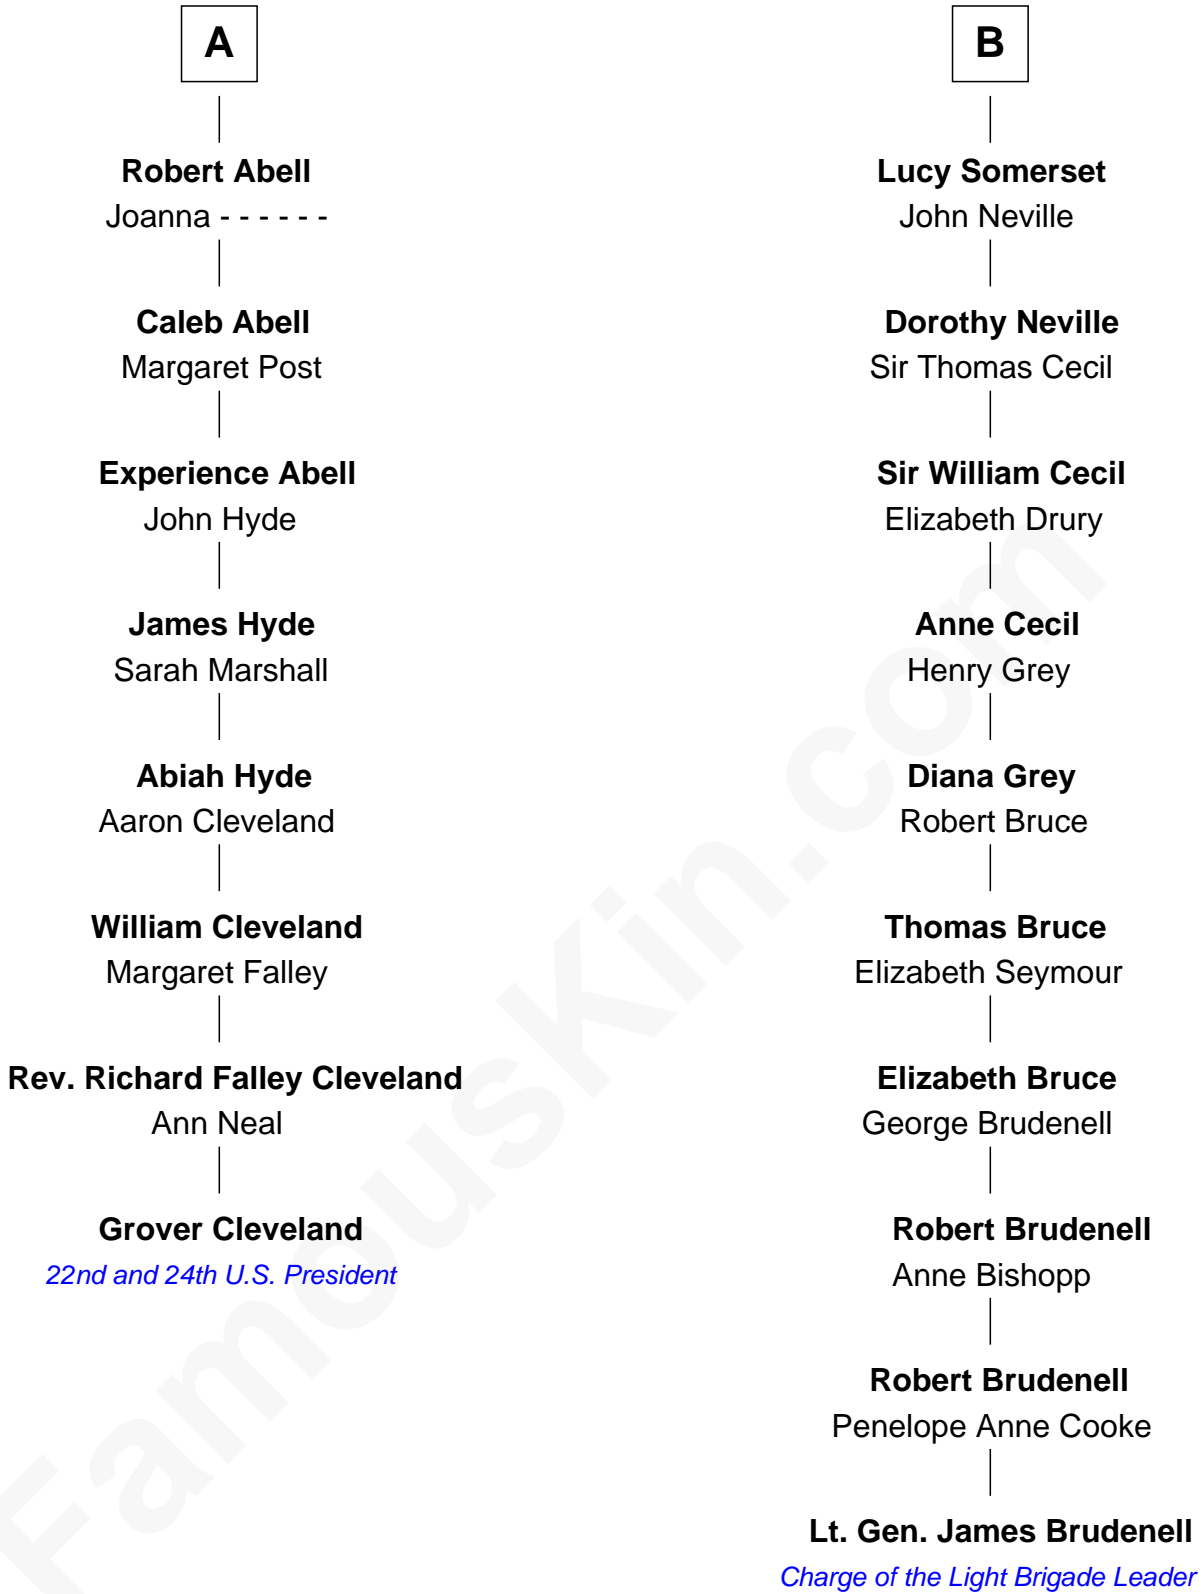 A
Robert Abell
Joanna - - - - - -
Caleb Abell
Margaret Post
Experience Abell
John Hyde
James Hyde
Sarah Marshall
Abiah Hyde
Aaron Cleveland
William Cleveland
Margaret Falley
Rev. Richard Falley Cleveland
Ann Neal
Grover Cleveland
22nd and 24th U.S. President
B
Lucy Somerset
John Neville
Dorothy Neville
Sir Thomas Cecil
Sir William Cecil
Elizabeth Drury
Anne Cecil
Henry Grey
Diana Grey
Robert Bruce
Thomas Bruce
Elizabeth Seymour
Elizabeth Bruce
George Brudenell
Robert Brudenell
Anne Bishopp
Robert Brudenell
Penelope Anne Cooke
Lt. Gen. James Brudenell
Charge of the Light Brigade Leader
FamousKin.com